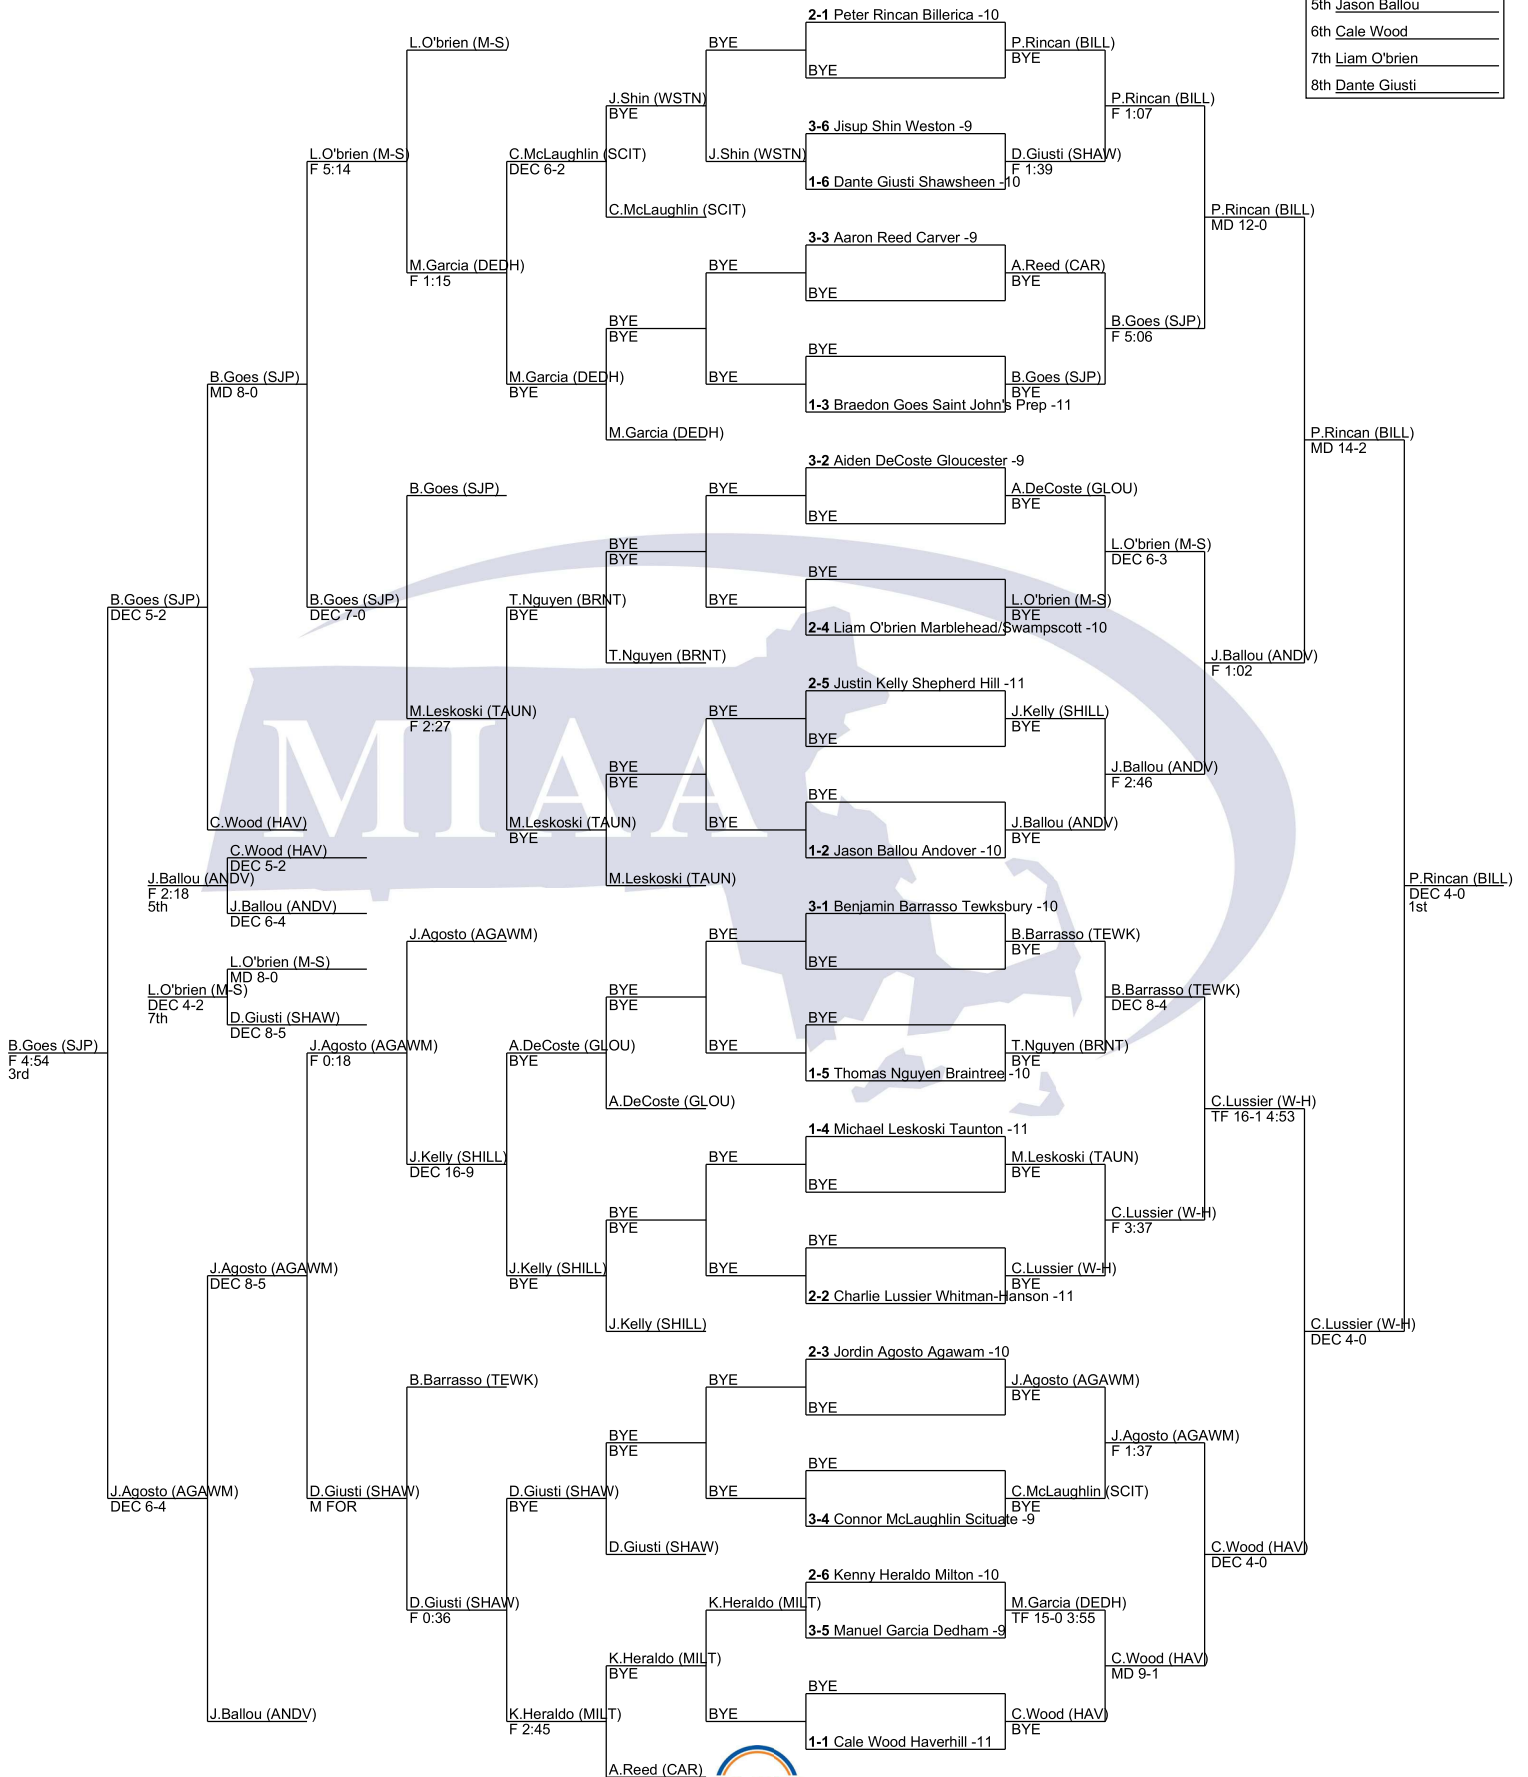 5th Jason Ballou
6th Cale Wood
7th Liam O'brien
8th Dante Giusti
2-1 Peter Rincan Billerica -10
L.O'brien (M-S)
BYE
P.Rincan (BILL)
BYE
BYE
J.Shin (WSTN)
BYE
P.Rincan (BILL)
F 1:07
3-6 Jisup Shin Weston -9
L.O'brien (M-S)
F 5:14
C.McLaughlin (SCIT)
DEC 6-2
J.Shin (WSTN)
D.Giusti (SHAW)
F 1:39
1-6 Dante Giusti Shawsheen -10
C.McLaughlin (SCIT)
P.Rincan (BILL)
MD 12-0
3-3 Aaron Reed Carver -9
M.Garcia (DEDH)
F 1:15
BYE
A.Reed (CAR)
BYE
BYE
BYE
BYE
B.Goes (SJP)
F 5:06
BYE
B.Goes (SJP)
MD 8-0
M.Garcia (DEDH)
BYE
BYE
B.Goes (SJP)
BYE
1-3 Braedon Goes Saint John's Prep -11
M.Garcia (DEDH)
P.Rincan (BILL)
MD 14-2
3-2 Aiden DeCoste Gloucester -9
B.Goes (SJP)
BYE
A.DeCoste (GLOU)
BYE
BYE
BYE
BYE
L.O'brien (M-S)
DEC 6-3
BYE
B.Goes (SJP)
DEC 5-2
B.Goes (SJP)
DEC 7-0
T.Nguyen (BRNT)
BYE
BYE
L.O'brien (M-S)
BYE
2-4 Liam O'brien Marblehead/Swampscott -10
T.Nguyen (BRNT)
J.Ballou (ANDV)
F 1:02
2-5 Justin Kelly Shepherd Hill -11
M.Leskoski (TAUN)
F 2:27
BYE
J.Kelly (SHILL)
BYE
BYE
MIAA
BYE
BYE
J.Ballou (ANDV)
F 2:46
BYE
C.Wood (HAV)
M.Leskoski (TAUN)
BYE
BYE
J.Ballou (ANDV)
BYE
1-2 Jason Ballou Andover -10
C.Wood (HAV)
DEC 5-2
J.Ballou (ANDV)
F 2:18
5th
M.Leskoski (TAUN)
P.Rincan (BILL)
DEC 4-0
1st
J.Ballou (ANDV)
DEC 6-4
3-1 Benjamin Barrasso Tewksbury -10
J.Agosto (AGAWM)
BYE
B.Barrasso (TEWK)
BYE
L.O'brien (M-S)
MD 8-0
BYE
L.O'brien (M-S)
DEC 4-2
7th
BYE
BYE
B.Barrasso (TEWK)
DEC 8-4
D.Giusti (SHAW)
DEC 8-5
BYE
B.Goes (SJP)
F 4:54
3rd
J.Agosto (AGAWM)
F 0:18
A.DeCoste (GLOU)
BYE
BYE
T.Nguyen (BRNT)
BYE
1-5 Thomas Nguyen Braintree -10
A.DeCoste (GLOU)
C.Lussier (W-H)
TF 16-1 4:53
1-4 Michael Leskoski Taunton -11
J.Kelly (SHILL)
DEC 16-9
BYE
M.Leskoski (TAUN)
BYE
BYE
BYE
BYE
C.Lussier (W-H)
F 3:37
BYE
J.Agosto (AGAWM)
DEC 8-5
J.Kelly (SHILL)
BYE
BYE
C.Lussier (W-H)
BYE
2-2 Charlie Lussier Whitman-Hanson -11
J.Kelly (SHILL)
C.Lussier (W-H)
DEC 4-0
2-3 Jordin Agosto Agawam -10
B.Barrasso (TEWK)
BYE
J.Agosto (AGAWM)
BYE
BYE
BYE
BYE
J.Agosto (AGAWM)
F 1:37
BYE
J.Agosto (AGAWM)
DEC 6-4
D.Giusti (SHAW)
M FOR
D.Giusti (SHAW)
BYE
BYE
C.McLaughlin (SCIT)
BYE
3-4 Connor McLaughlin Scituate -9
D.Giusti (SHAW)
C.Wood (HAV)
DEC 4-0
2-6 Kenny Heraldo Milton -10
D.Giusti (SHAW)
F 0:36
K.Heraldo (MILT)
M.Garcia (DEDH)
TF 15-0 3:55
3-5 Manuel Garcia Dedham -9
K.Heraldo (MILT)
BYE
C.Wood (HAV)
MD 9-1
BYE
J.Ballou (ANDV)
K.Heraldo (MILT)
F 2:45
BYE
C.Wood (HAV)
BYE
1-1 Cale Wood Haverhill -11
A.Reed (CAR)